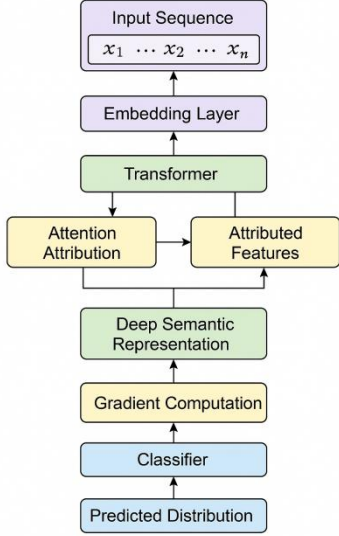 Input Sequence
x₁ ··· x₂ ··· xₙ
Embedding Layer
Transformer
Attention
Attribution
Attributed
Features
Deep Semantic
Representation
Gradient Computation
Classifier
Predicted Distribution